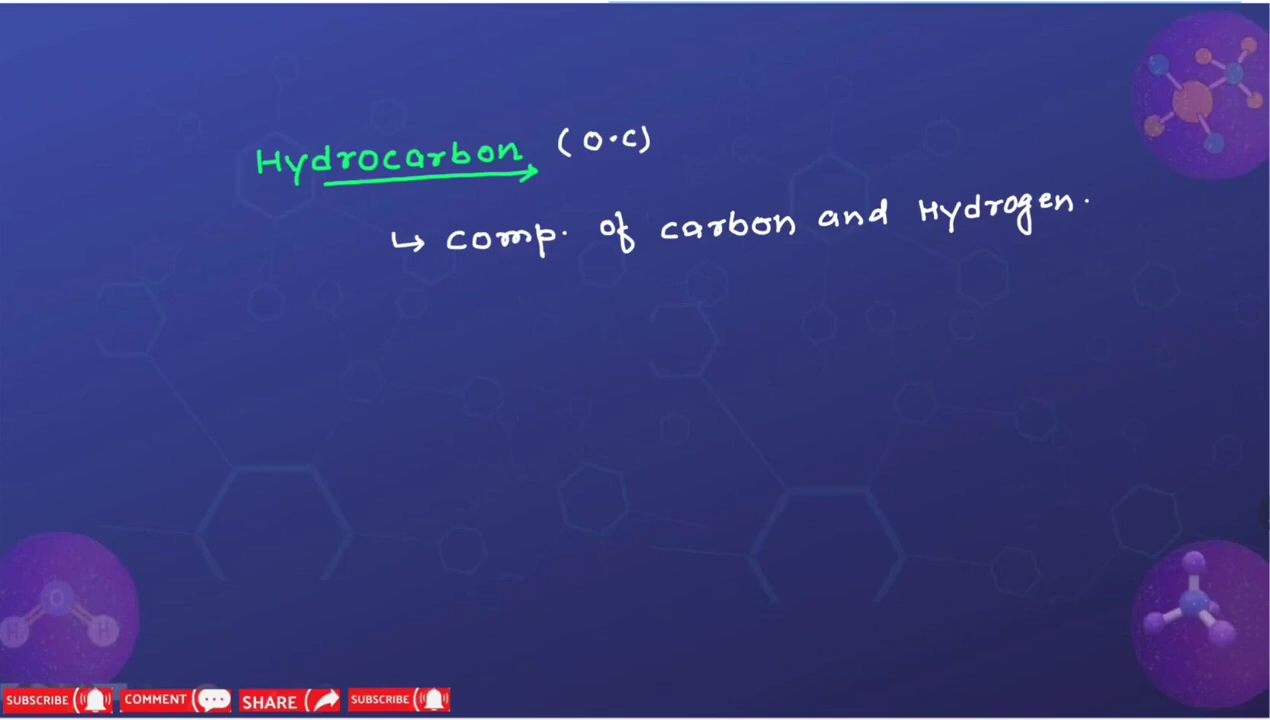 Hydrocarbon (O.C)
↳ comp. of carbon and Hydrogen.
O
H H
SUBSCRIBE COMMENT SHARE SUBSCRIBE